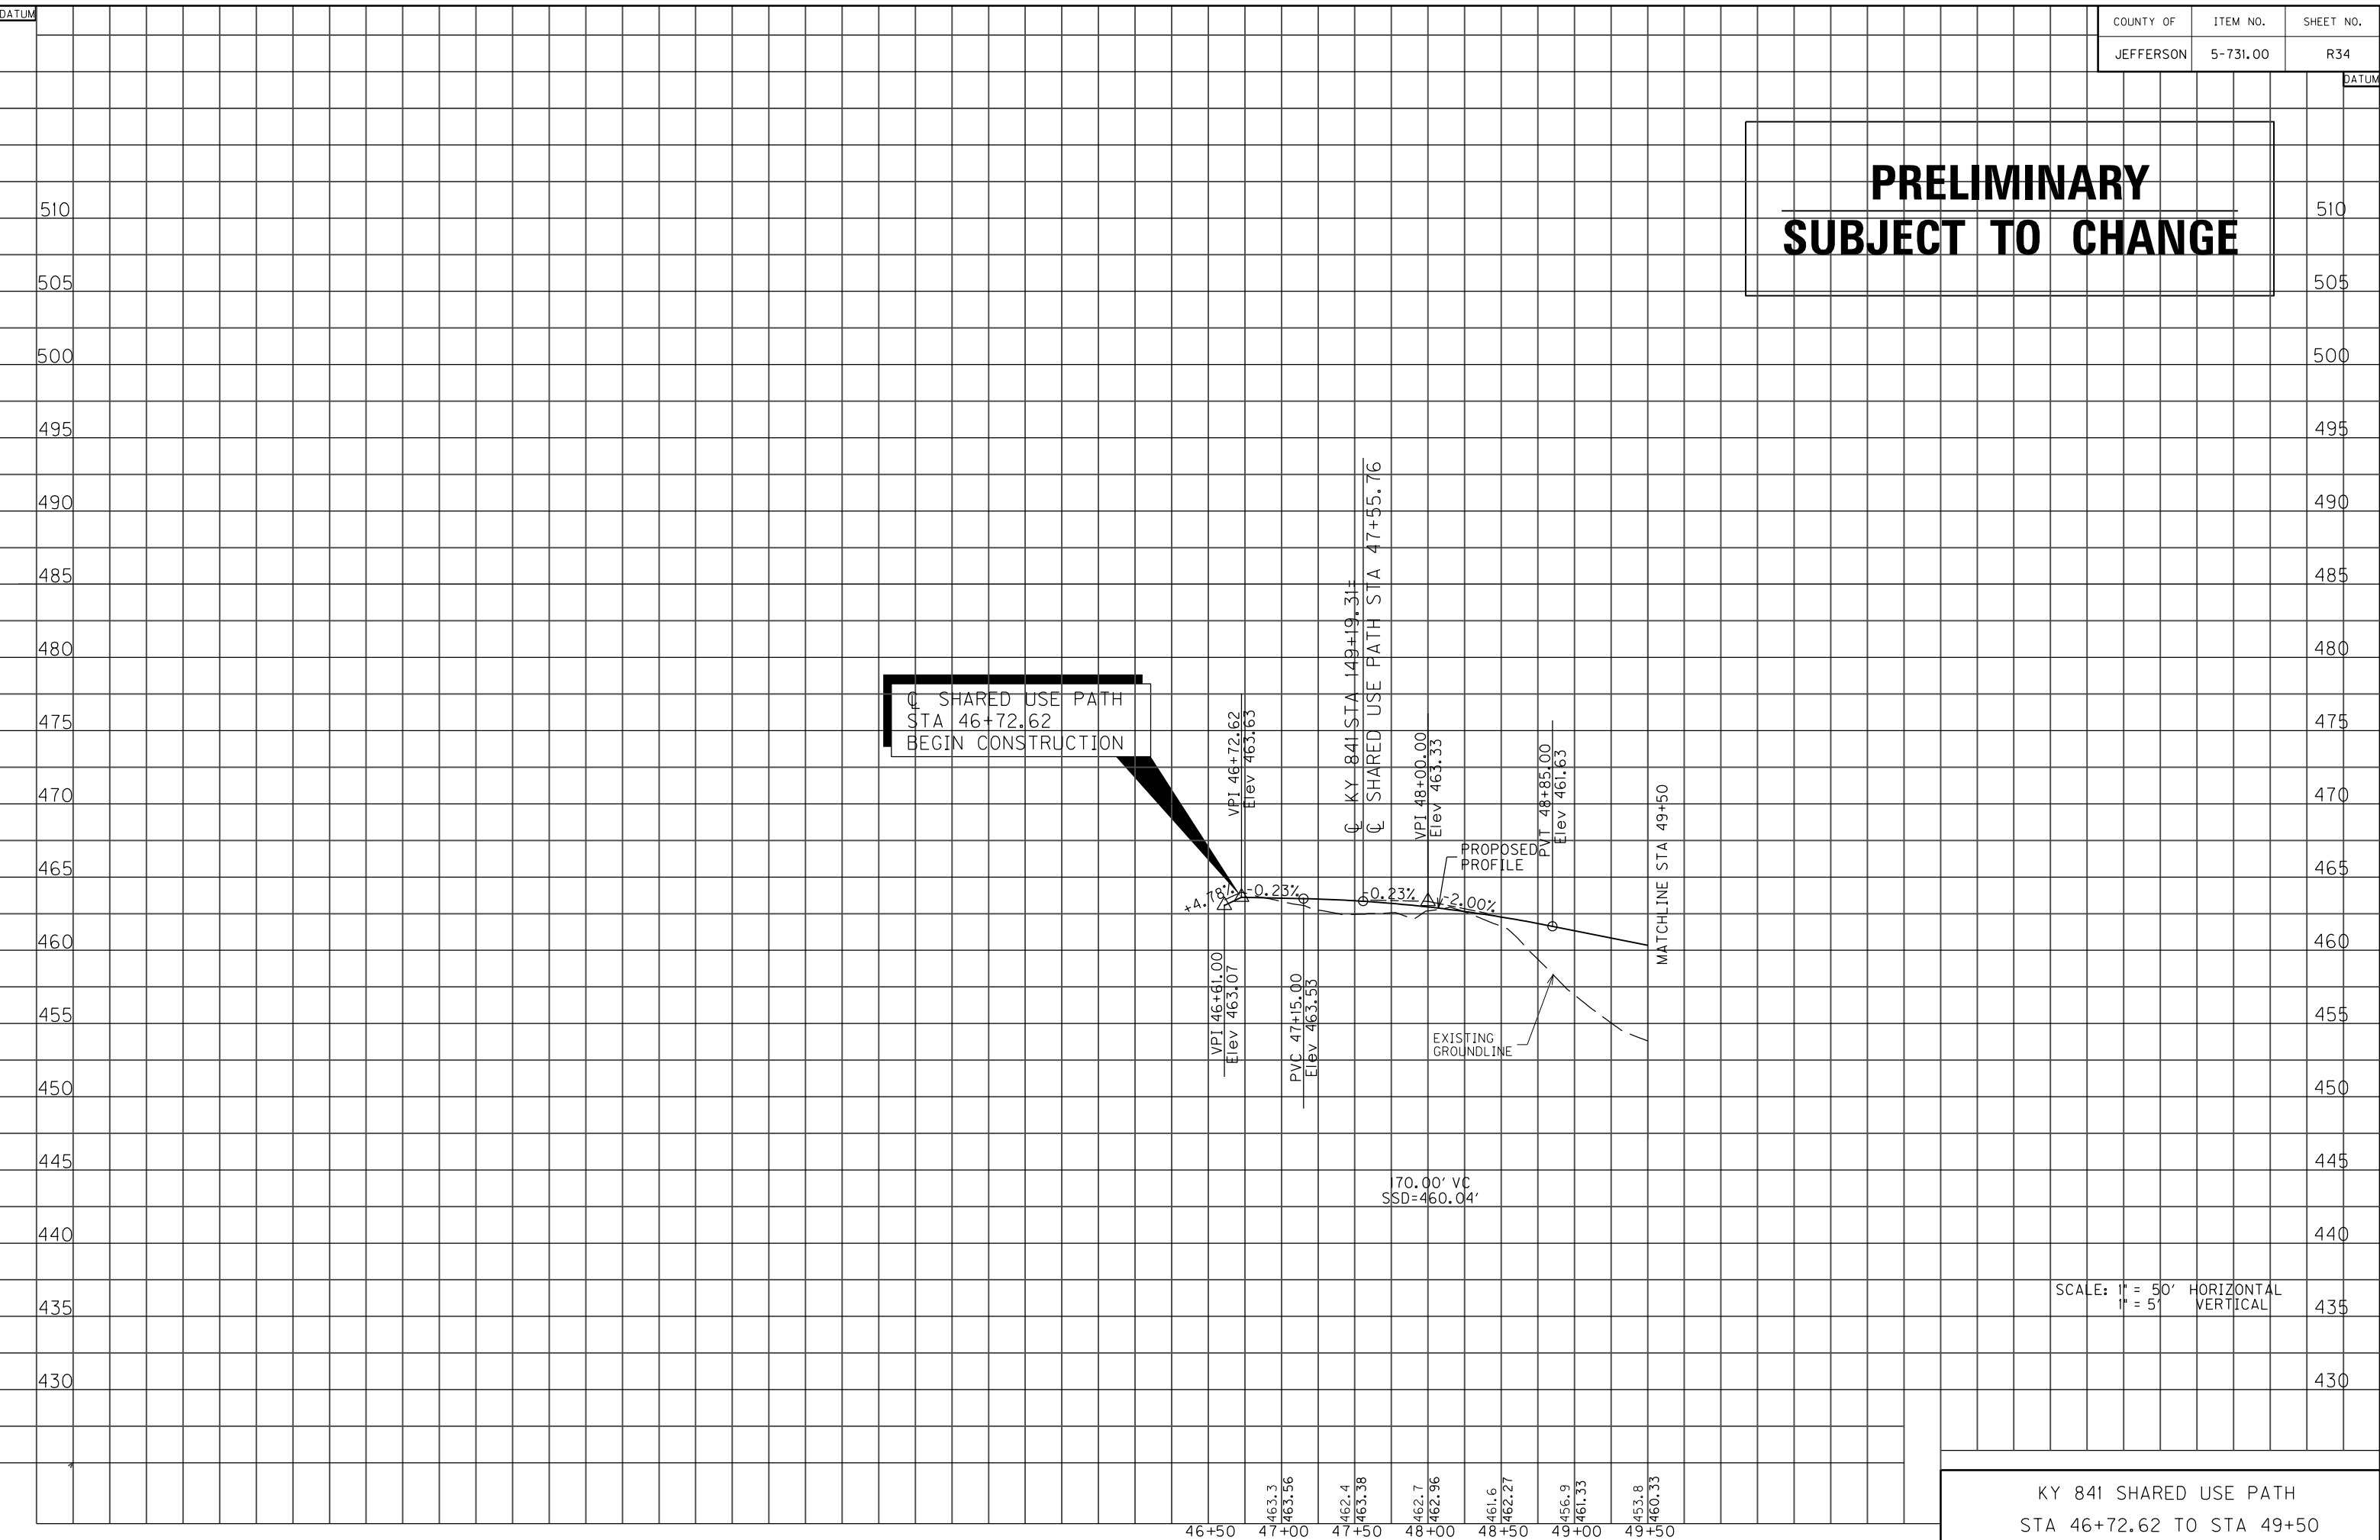 DATUM
COUNTY OF ITEM NO. SHEET NO.
JEFFERSON 5-731.00 R34
DATUM
PRELIMINARY
SUBJECT TO CHANGE
510 510
505 505
500 500
495 495
490 490
485 485
480 480
475 475
470 470
465 465
460 460
455 455
450 450
445 445
440 440
435 435
430 430
℄ SHARED USE PATH
STA 46+72.62
BEGIN CONSTRUCTION
VPI 46+72.62
Elev 463.63
℄ KY 841 STA 149+19.31=
℄ SHARED USE PATH STA 47+55.76
VPI 48+00.00
Elev 463.33
PVT 48+85.00
Elev 461.63
MATCHLINE STA 49+50
PROPOSED
PROFILE
+4.78%
-0.23%
-0.23%
-2.00%
VPI 46+61.00
Elev 463.07
PVC 47+15.00
Elev 463.53
EXISTING
GROUNDLINE
170.00' VC
SSD=460.04'
SCALE: 1" = 50' HORIZONTAL
1" = 5' VERTICAL
463.3
463.56
462.4
463.38
462.7
462.96
461.6
462.27
456.9
461.33
453.8
460.33
46+50 47+00 47+50 48+00 48+50 49+00 49+50
KY 841 SHARED USE PATH
STA 46+72.62 TO STA 49+50